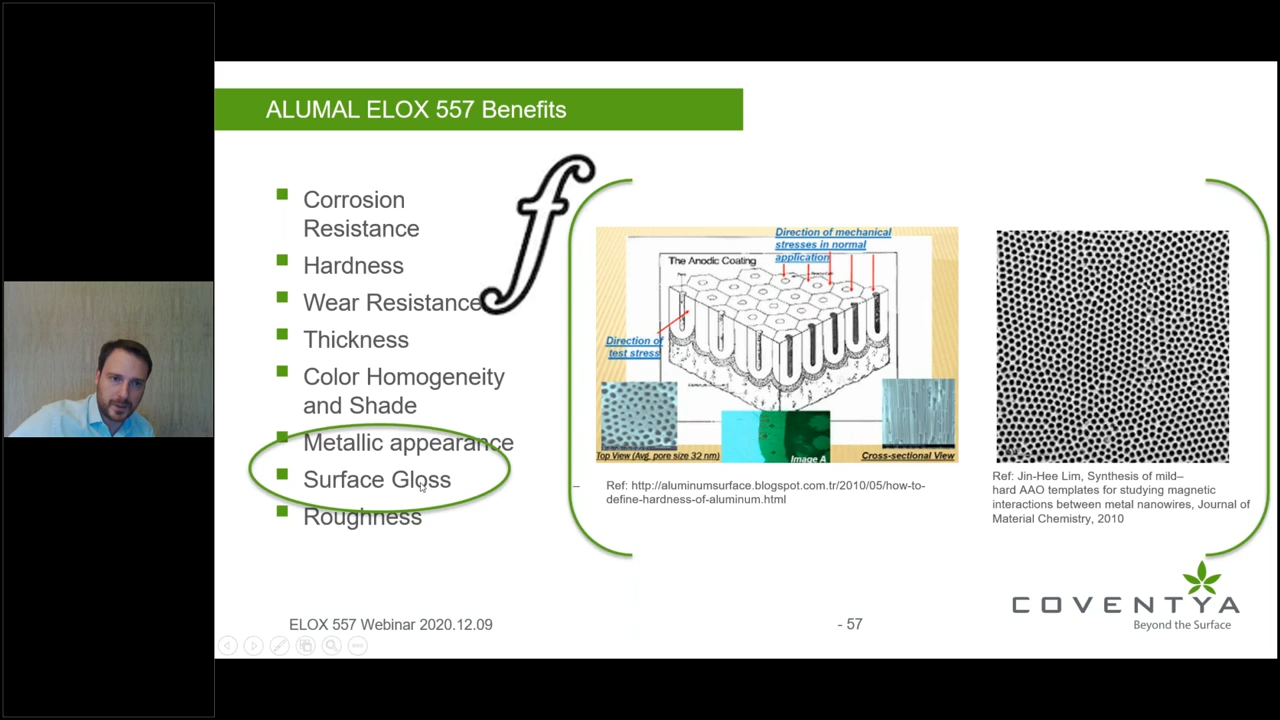 ALUMAL ELOX 557 Benefits
Corrosion
Resistance
Hardness
Wear Resistance
Thickness
Color Homogeneity
and Shade
Metallic appearance
Surface Gloss
Roughness
f
Direction of mechanical
stresses in normal
application
The Anodic Coating
Direction of
test stress
Top View (Avg. pore size 32 nm)
Image A
Cross-sectional View
– Ref: http://aluminumsurface.blogspot.com.tr/2010/05/how-to-
define-hardness-of-aluminum.html
Ref: Jin-Hee Lim, Synthesis of mild–
hard AAO templates for studying magnetic
interactions between metal nanowires, Journal of
Material Chemistry, 2010
COVENTYA
Beyond the Surface
ELOX 557 Webinar 2020.12.09
- 57